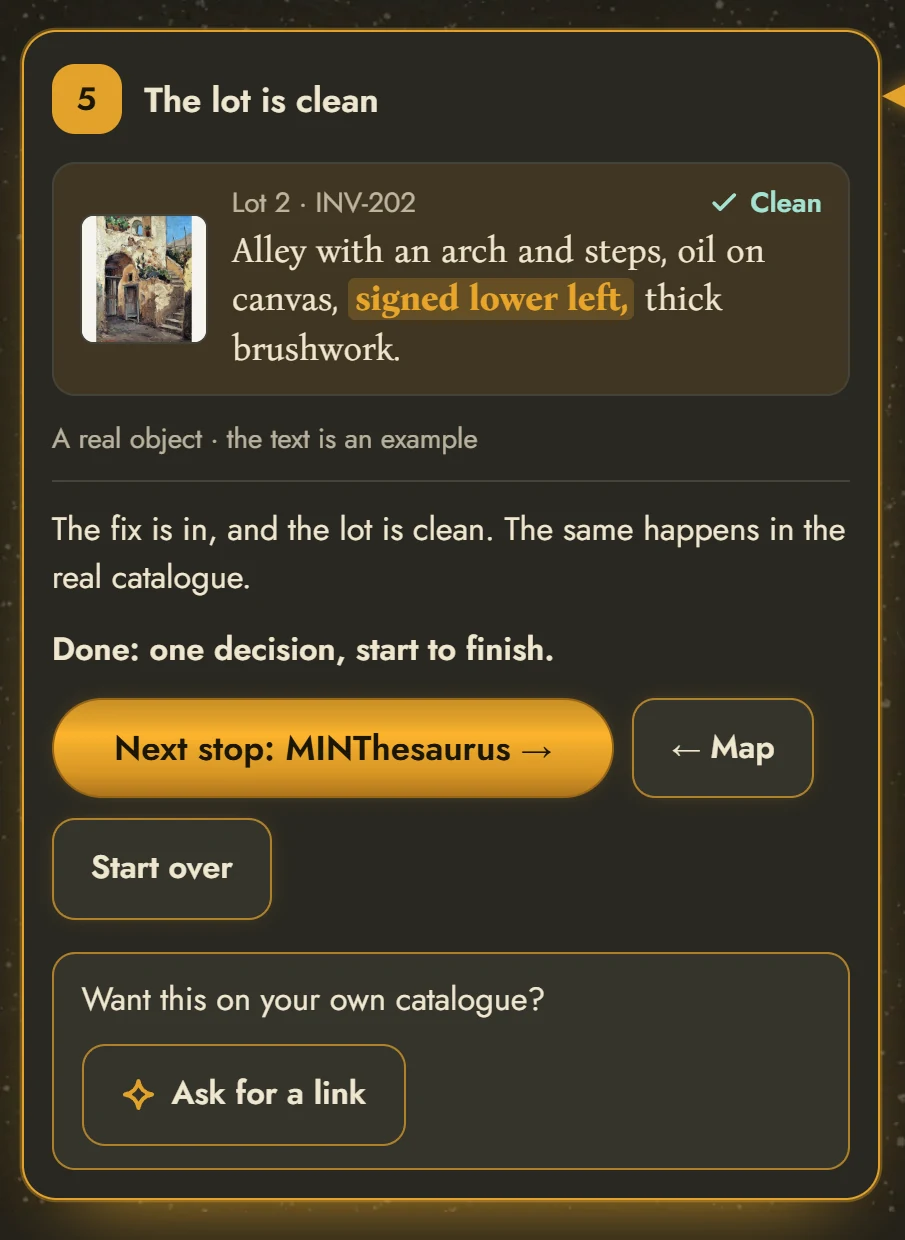 5 The lot is clean
Lot 2 · INV-202 ✓ Clean
Alley with an arch and steps, oil on
canvas, signed lower left, thick
brushwork.
A real object · the text is an example
The fix is in, and the lot is clean. The same happens in the
real catalogue.
Done: one decision, start to finish.
Next stop: MINThesaurus → ← Map
Start over
Want this on your own catalogue?
Ask for a link